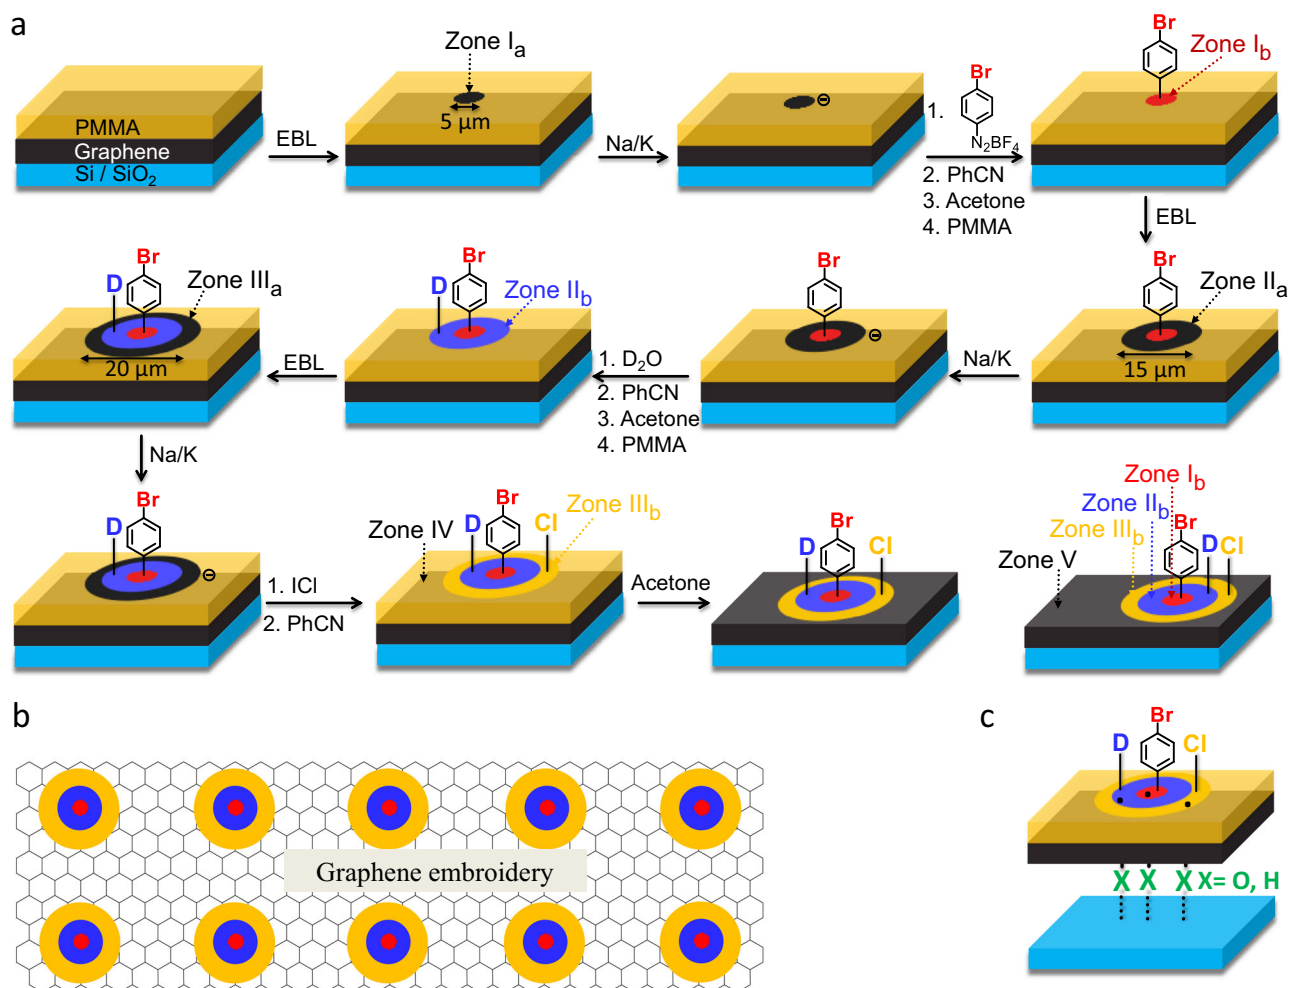 a
PMMA
Graphene
Si / SiO2
EBL
Zone Ia
5 μm
Na/K
⊖
1.
Br
N2BF4
2. PhCN
3. Acetone
4. PMMA
Br
Zone Ib
EBL
Br
D
Zone IIIa
20 μm
EBL
Br
D
Zone IIb
1. D2O
2. PhCN
3. Acetone
4. PMMA
Br
⊖
Na/K
Br
Zone IIa
15 μm
Na/K
Br
D
⊖
1. ICl
2. PhCN
Zone IV
Br
D
Cl
Zone IIIb
Acetone
Br
D
Cl
Zone Ib
Zone IIb
Zone IIIb
Zone V
Br
D
Cl
b
Graphene embroidery
c
Br
D
Cl
X X X X= O, H